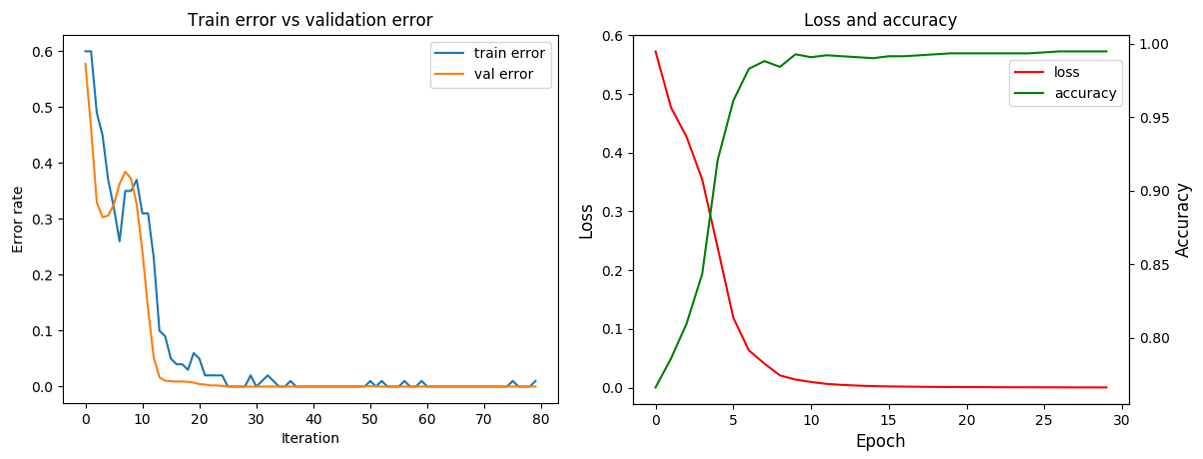 Train error vs validation error
train error
val error
Error rate
0.6
0.5
0.4
0.3
0.2
0.1
0.0
0 10 20 30 40 50 60 70 80
Iteration
Loss and accuracy
loss
accuracy
Loss
0.6
0.5
0.4
0.3
0.2
0.1
0.0
0 5 10 15 20 25 30
Epoch
1.00
0.95
0.90
0.85
0.80
Accuracy